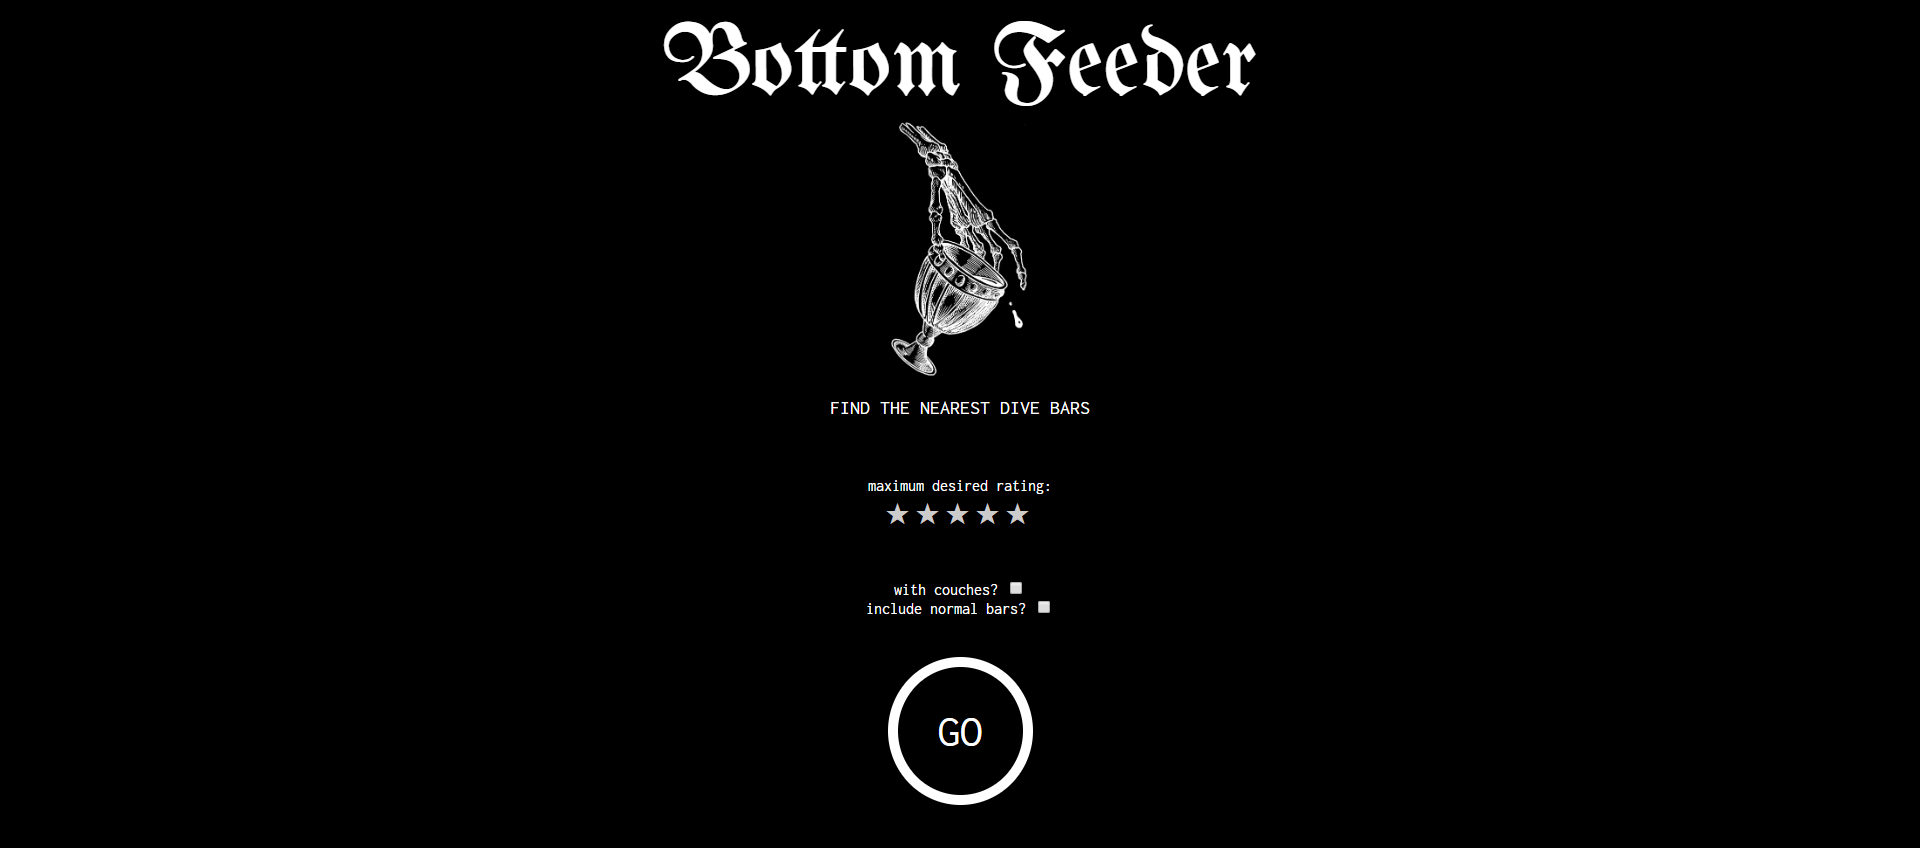 Bottom Feeder
FIND THE NEAREST DIVE BARS
maximum desired rating:
★★★★★
with couches?
include normal bars?
GO